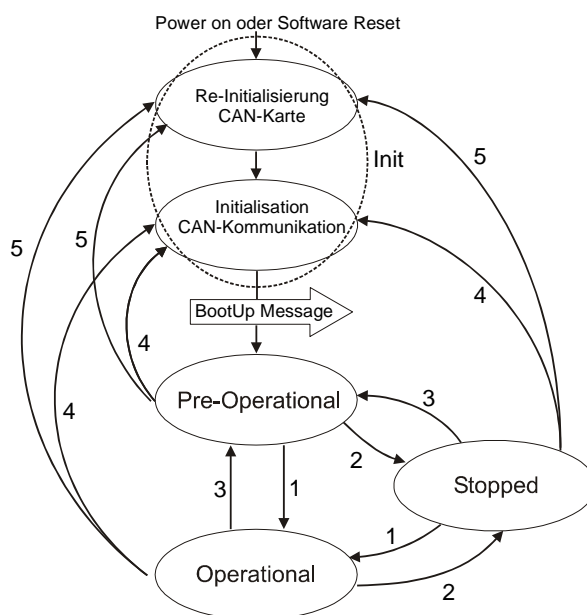 Power on oder Software Reset
Re-Initialisierung
CAN-Karte
Init
5
Initialisation
CAN-Kommunikation
5
5
4
BootUp Message
4
4
3
Pre-Operational
2
3
1
Stopped
1
Operational
2